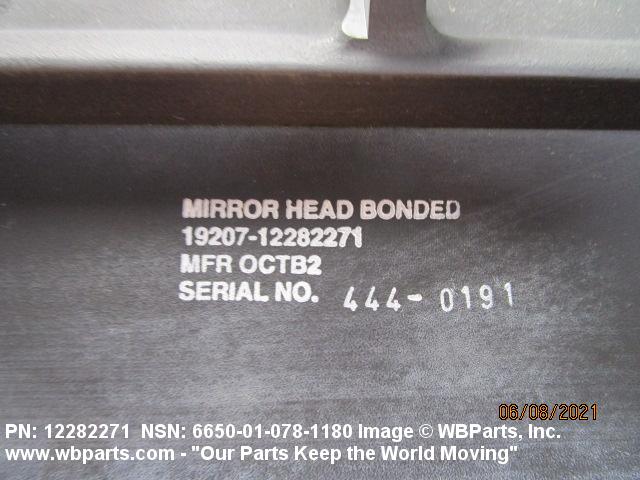 MIRROR HEAD BONDED
19207-12282271
MFR OCTB2
SERIAL NO. 444-0191
06/08/2021
PN: 12282271 NSN: 6650-01-078-1180 Image © WBParts, Inc.
www.wbparts.com - "Our Parts Keep the World Moving"